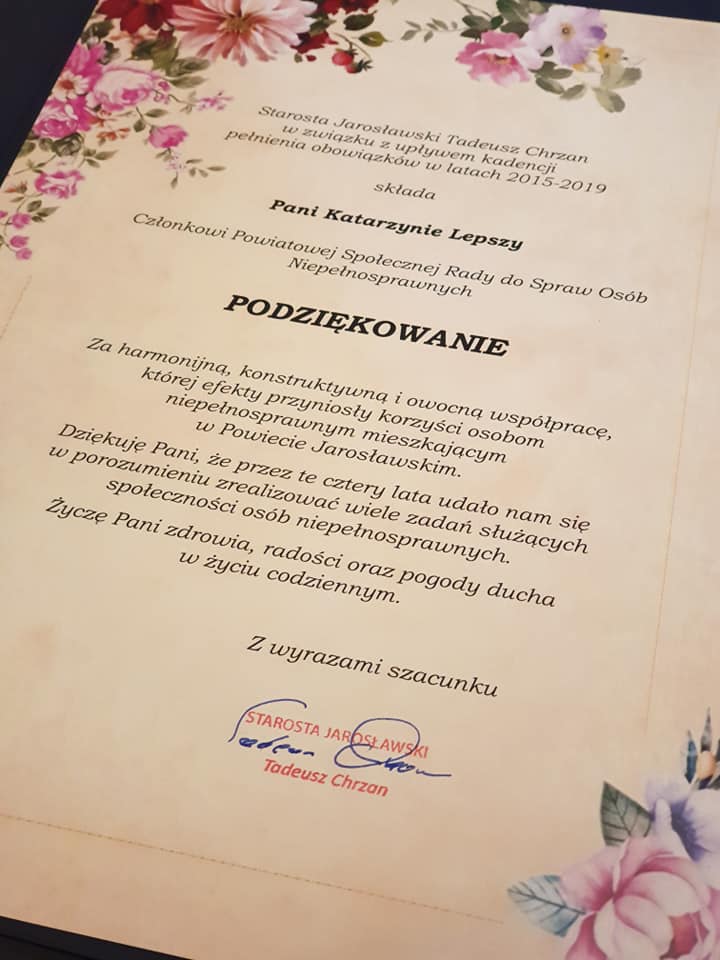 Starosta Jarosławski Tadeusz Chrzan
w związku z upływem kadencji
pełnienia obowiązków w latach 2015-2019
składa
Pani Katarzynie Lepszy
Członkowi Powiatowej Społecznej Rady do Spraw Osób
Niepełnosprawnych
PODZIĘKOWANIE
Za harmonijną, konstruktywną i owocną współpracę,
której efekty przyniosły korzyści osobom
niepełnosprawnym mieszkającym
w Powiecie Jarosławskim.
Dziękuję Pani, że przez te cztery lata udało nam się
w porozumieniu zrealizować wiele zadań służących
społeczności osób niepełnosprawnych.
Życzę Pani zdrowia, radości oraz pogody ducha
w życiu codziennym.
Z wyrazami szacunku
STAROSTA JAROSŁAWSKI
Tadeusz Chrzan